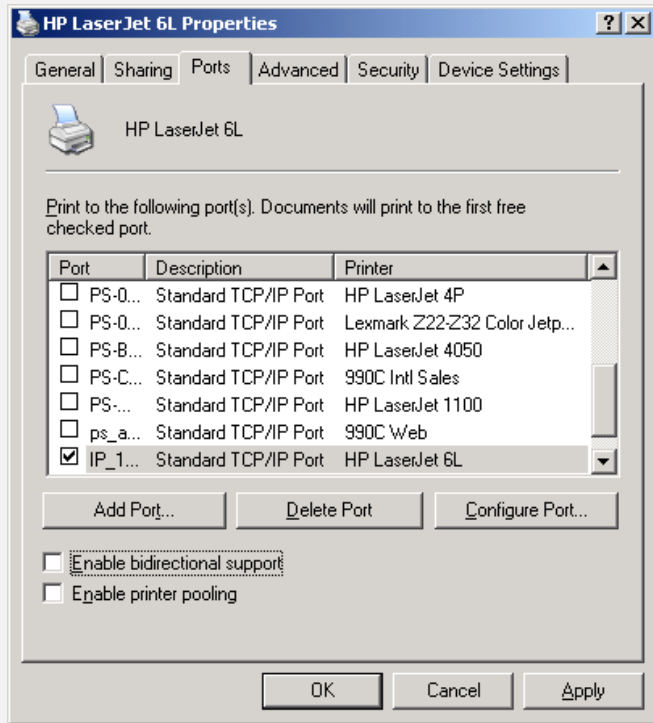 HP LaserJet 6L Properties
General Sharing Ports Advanced Security Device Settings
HP LaserJet 6L
Print to the following port(s). Documents will print to the first free
checked port.
Port Description Printer
PS-0... Standard TCP/IP Port HP LaserJet 4P
PS-0... Standard TCP/IP Port Lexmark Z22-Z32 Color Jetp...
PS-B... Standard TCP/IP Port HP LaserJet 4050
PS-C... Standard TCP/IP Port 990C Intl Sales
PS-... Standard TCP/IP Port HP LaserJet 1100
ps_a... Standard TCP/IP Port 990C Web
IP_1... Standard TCP/IP Port HP LaserJet 6L
Add Port... Delete Port Configure Port...
Enable bidirectional support
Enable printer pooling
OK Cancel Apply